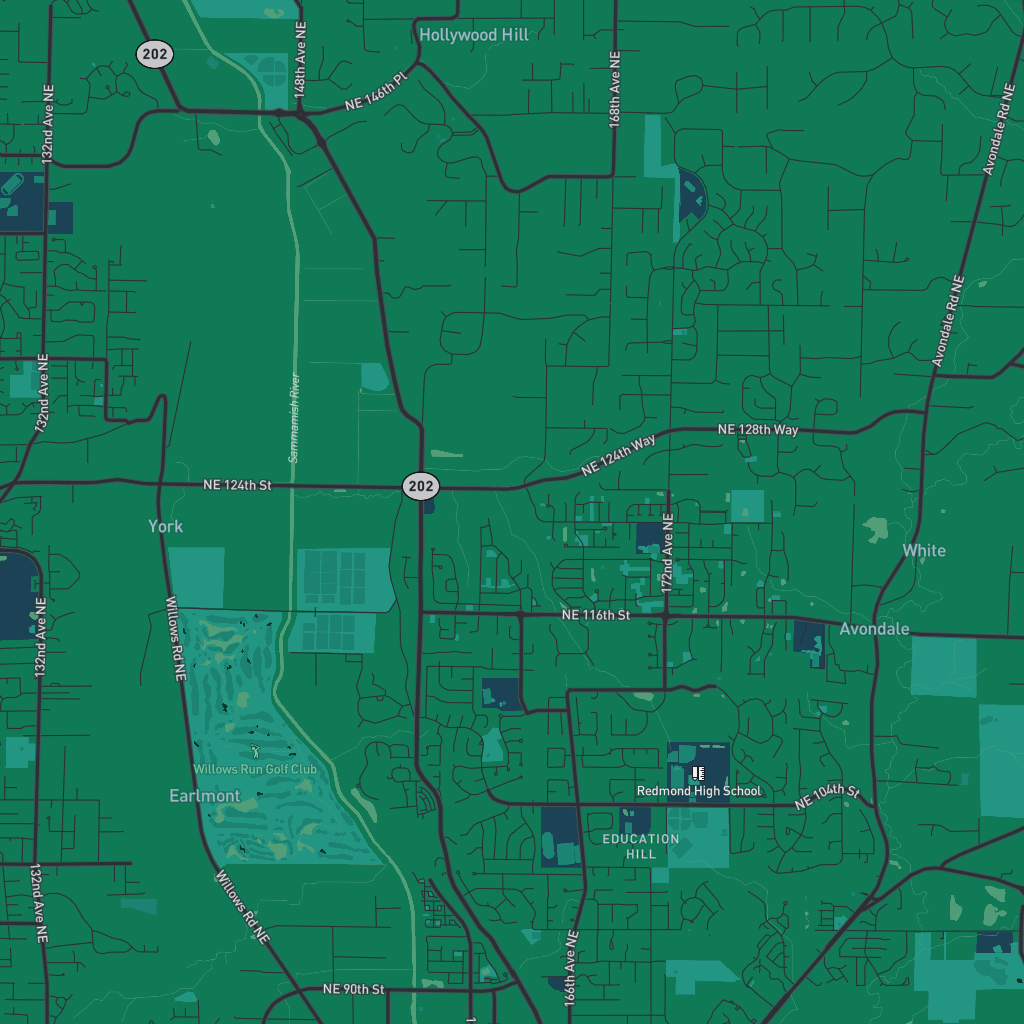 Hollywood Hill
202
148th Ave NE
168th Ave NE
NE 146th Pl
132nd Ave NE
Avondale Rd NE
Avondale Rd NE
132nd Ave NE
Sammamish River
NE 128th Way
NE 124th Way
NE 124th St
202
York
172nd Ave NE
White
132nd Ave NE
Willows Rd NE
NE 116th St
Avondale
Willows Run Golf Club
Earlmont
Redmond High School
NE 104th St
EDUCATION
HILL
132nd Ave NE
Willows Rd NE
166th Ave NE
NE 90th St
1